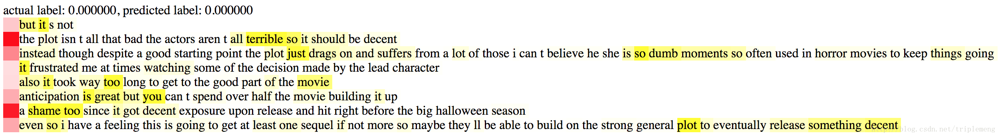 actual label: 0.000000, predicted label: 0.000000
but it s not
the plot isn t all that bad the actors aren t all terrible so it should be decent
instead though despite a good starting point the plot just drags on and suffers from a lot of those i can t believe he she is so dumb moments so often used in horror movies to keep things going
it frustrated me at times watching some of the decision made by the lead character
also it took way too long to get to the good part of the movie
anticipation is great but you can t spend over half the movie building it up
a shame too since it got decent exposure upon release and hit right before the big halloween season
even so i have a feeling this is going to get at least one sequel if not more so maybe they ll be able to build on the strong general plot to eventually release something decent
http://blog.csdn.net/triplemeng